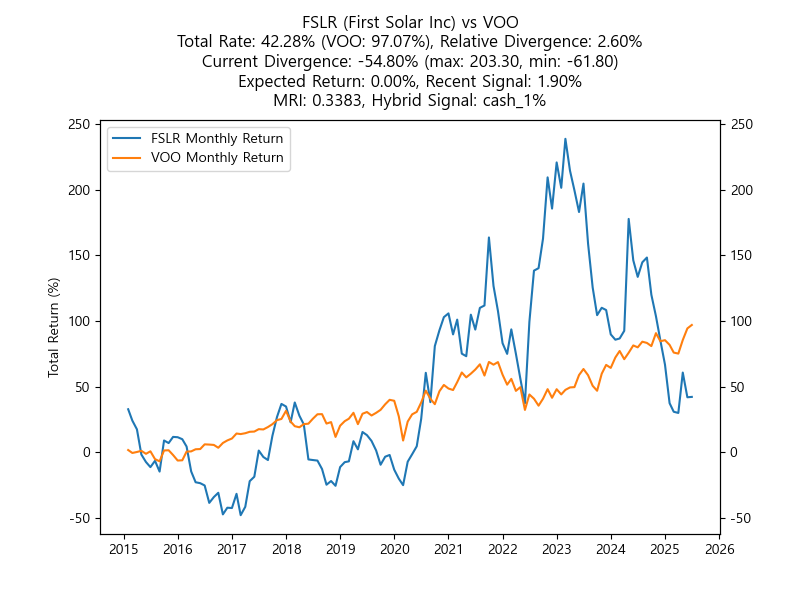 FSLR (First Solar Inc) vs VOO
Total Rate: 42.28% (VOO: 97.07%), Relative Divergence: 2.60%
Current Divergence: -54.80% (max: 203.30, min: -61.80)
Expected Return: 0.00%, Recent Signal: 1.90%
MRI: 0.3383, Hybrid Signal: cash_1%
FSLR Monthly Return
VOO Monthly Return
Total Return (%)
250
200
150
100
50
0
-50
250
200
150
100
50
0
-50
2015 2016 2017 2018 2019 2020 2021 2022 2023 2024 2025 2026